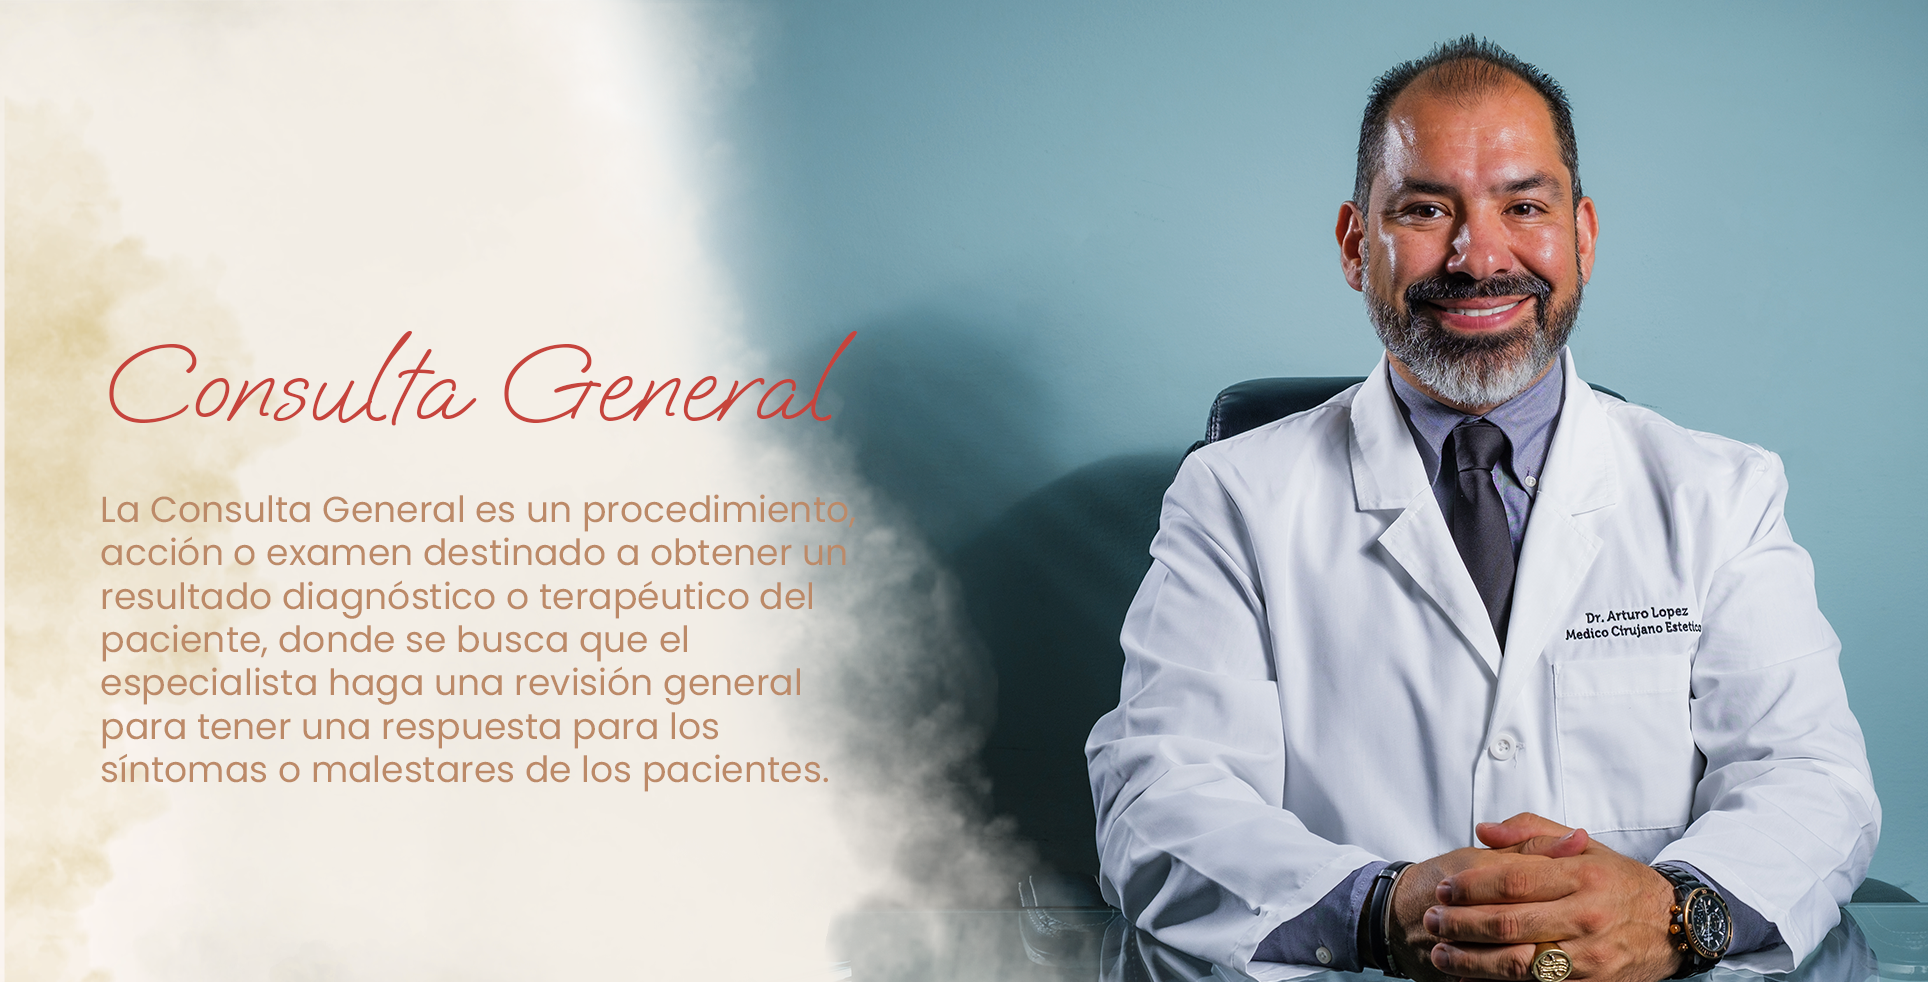 Consulta General
La Consulta General es un procedimiento,
acción o examen destinado a obtener un
resultado diagnóstico o terapéutico del
paciente, donde se busca que el
especialista haga una revisión general
para tener una respuesta para los
síntomas o malestares de los pacientes.
Dr. Arturo Lopez
Medico Cirujano Estetico